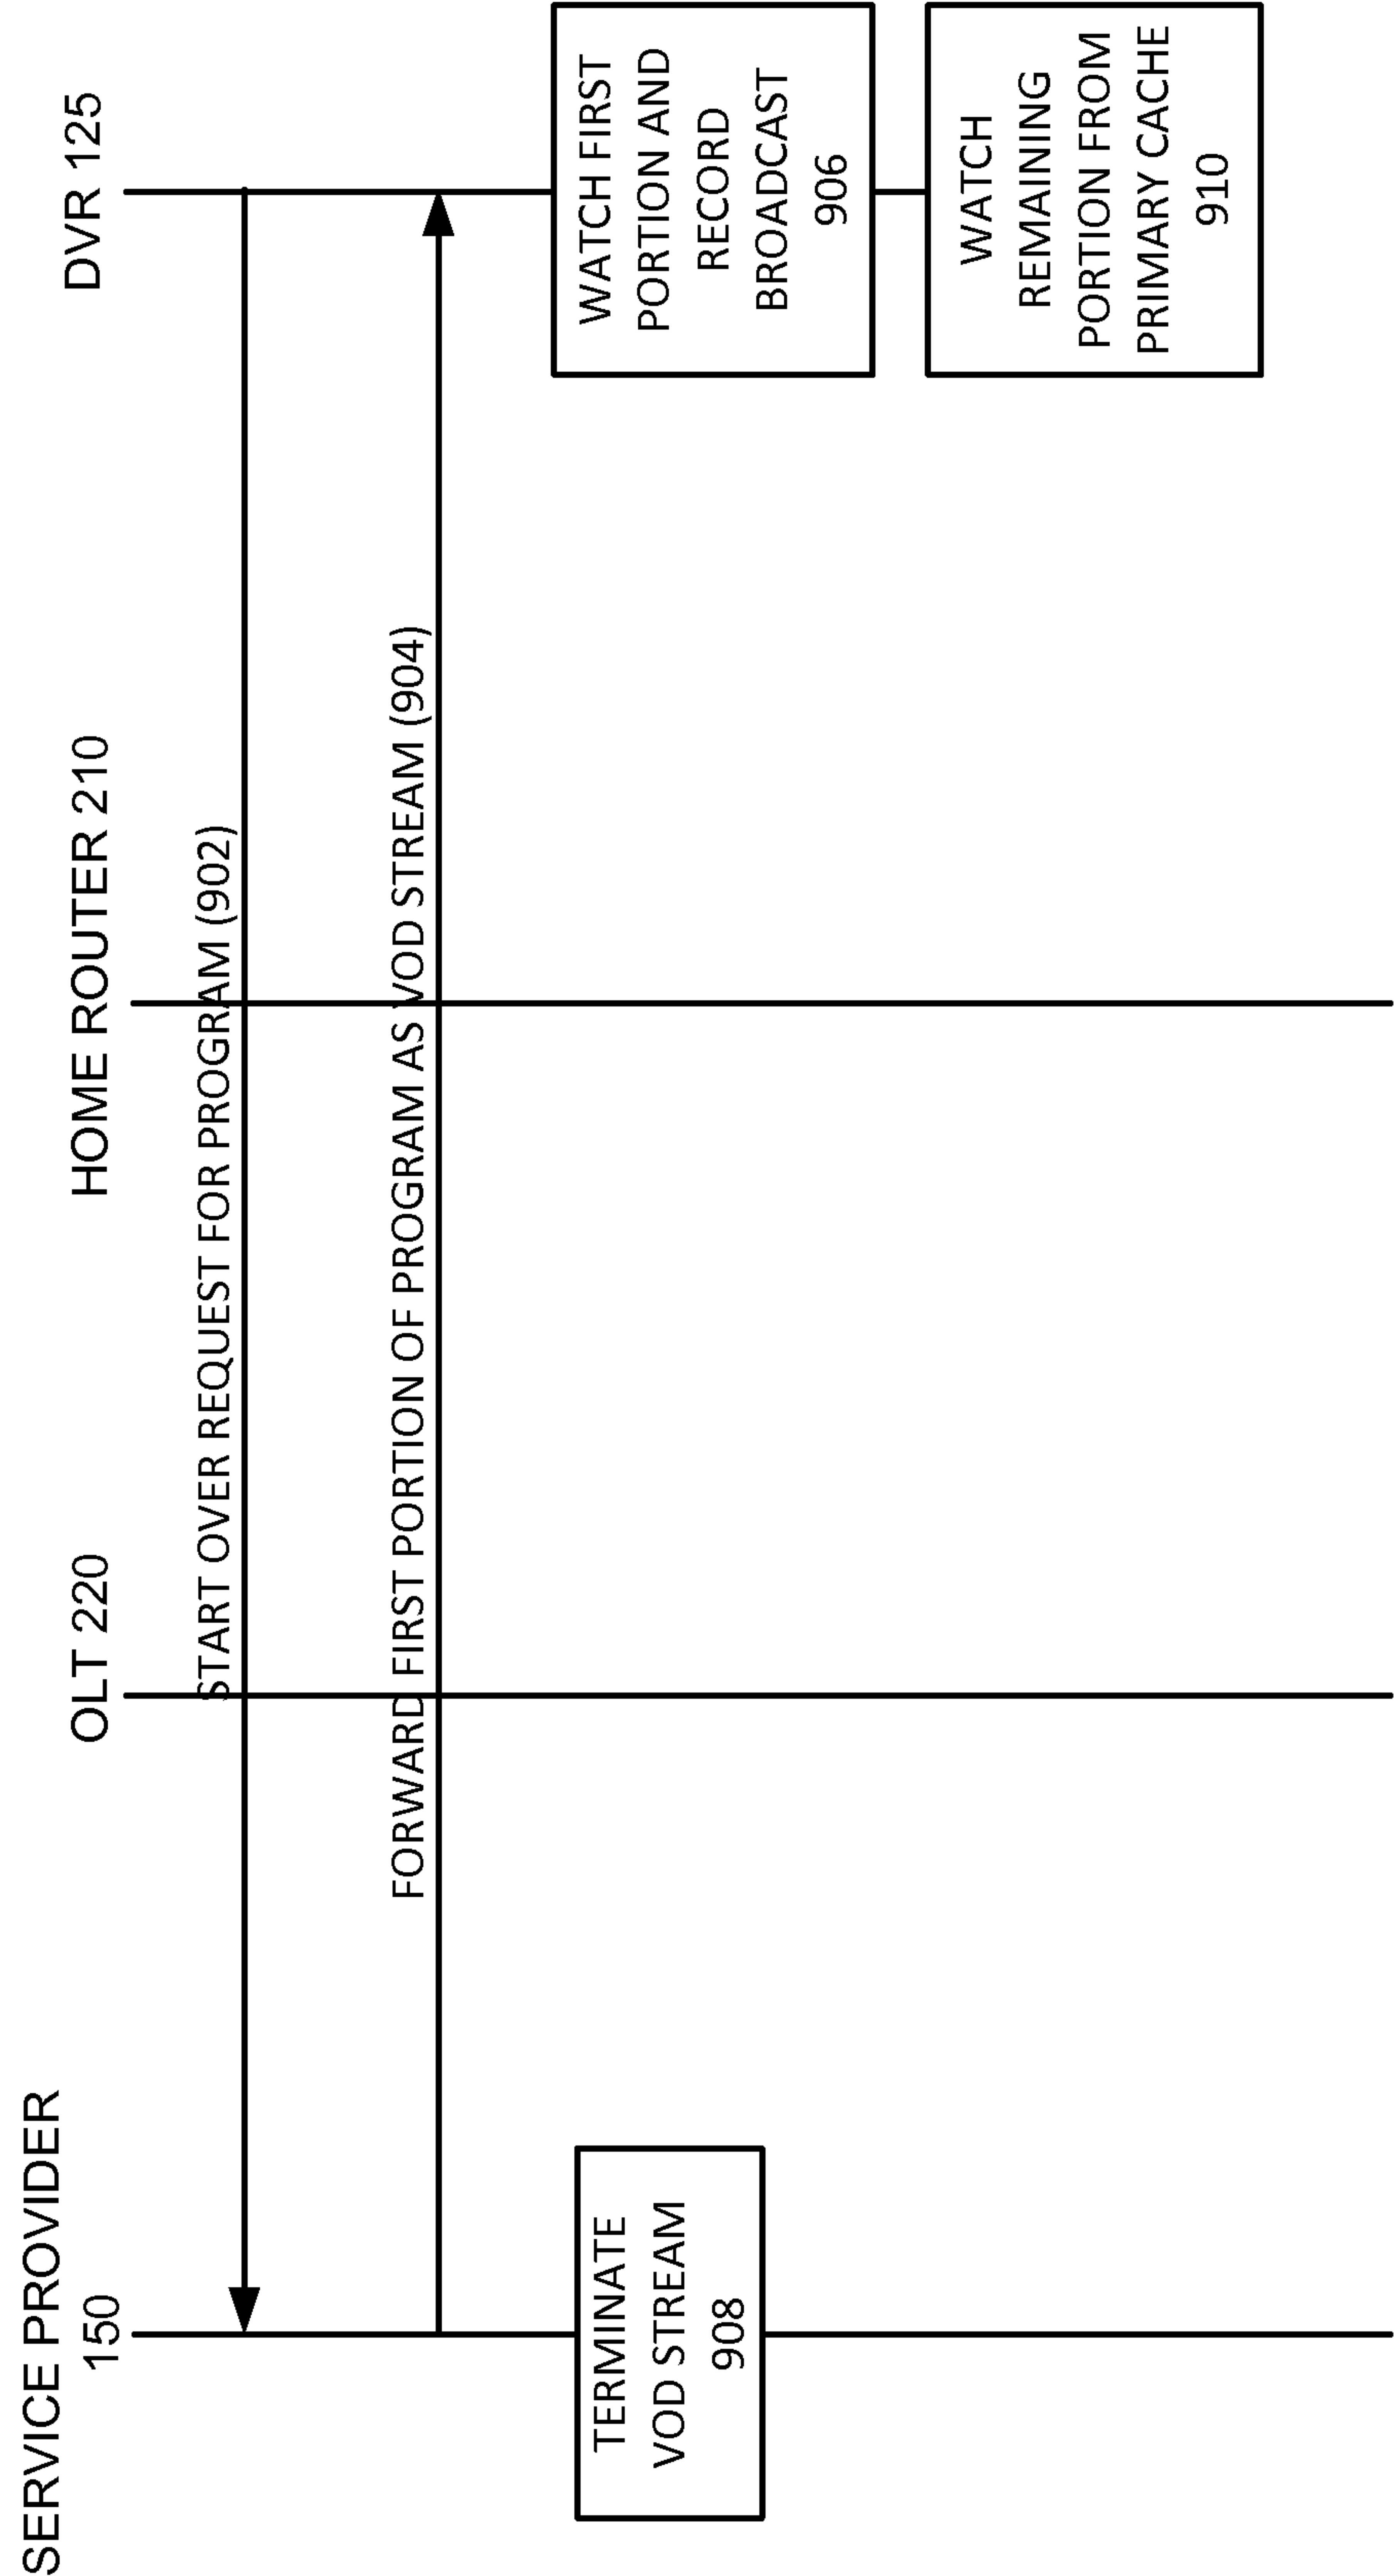 SERVICE PROVIDER
150
OLT 220
HOME ROUTER 210
DVR 125
START OVER REQUEST FOR PROGRAM (902)
FORWARD FIRST PORTION OF PROGRAM AS VOD STREAM (904)
TERMINATE
VOD STREAM
908
WATCH FIRST
PORTION AND
RECORD
BROADCAST
906
WATCH
REMAINING
PORTION FROM
PRIMARY CACHE
910